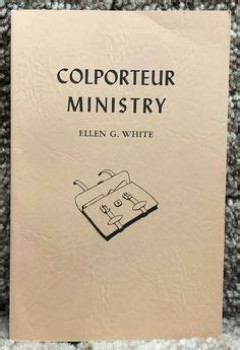 COLPORTEUR
MINISTRY
ELLEN G. WHITE